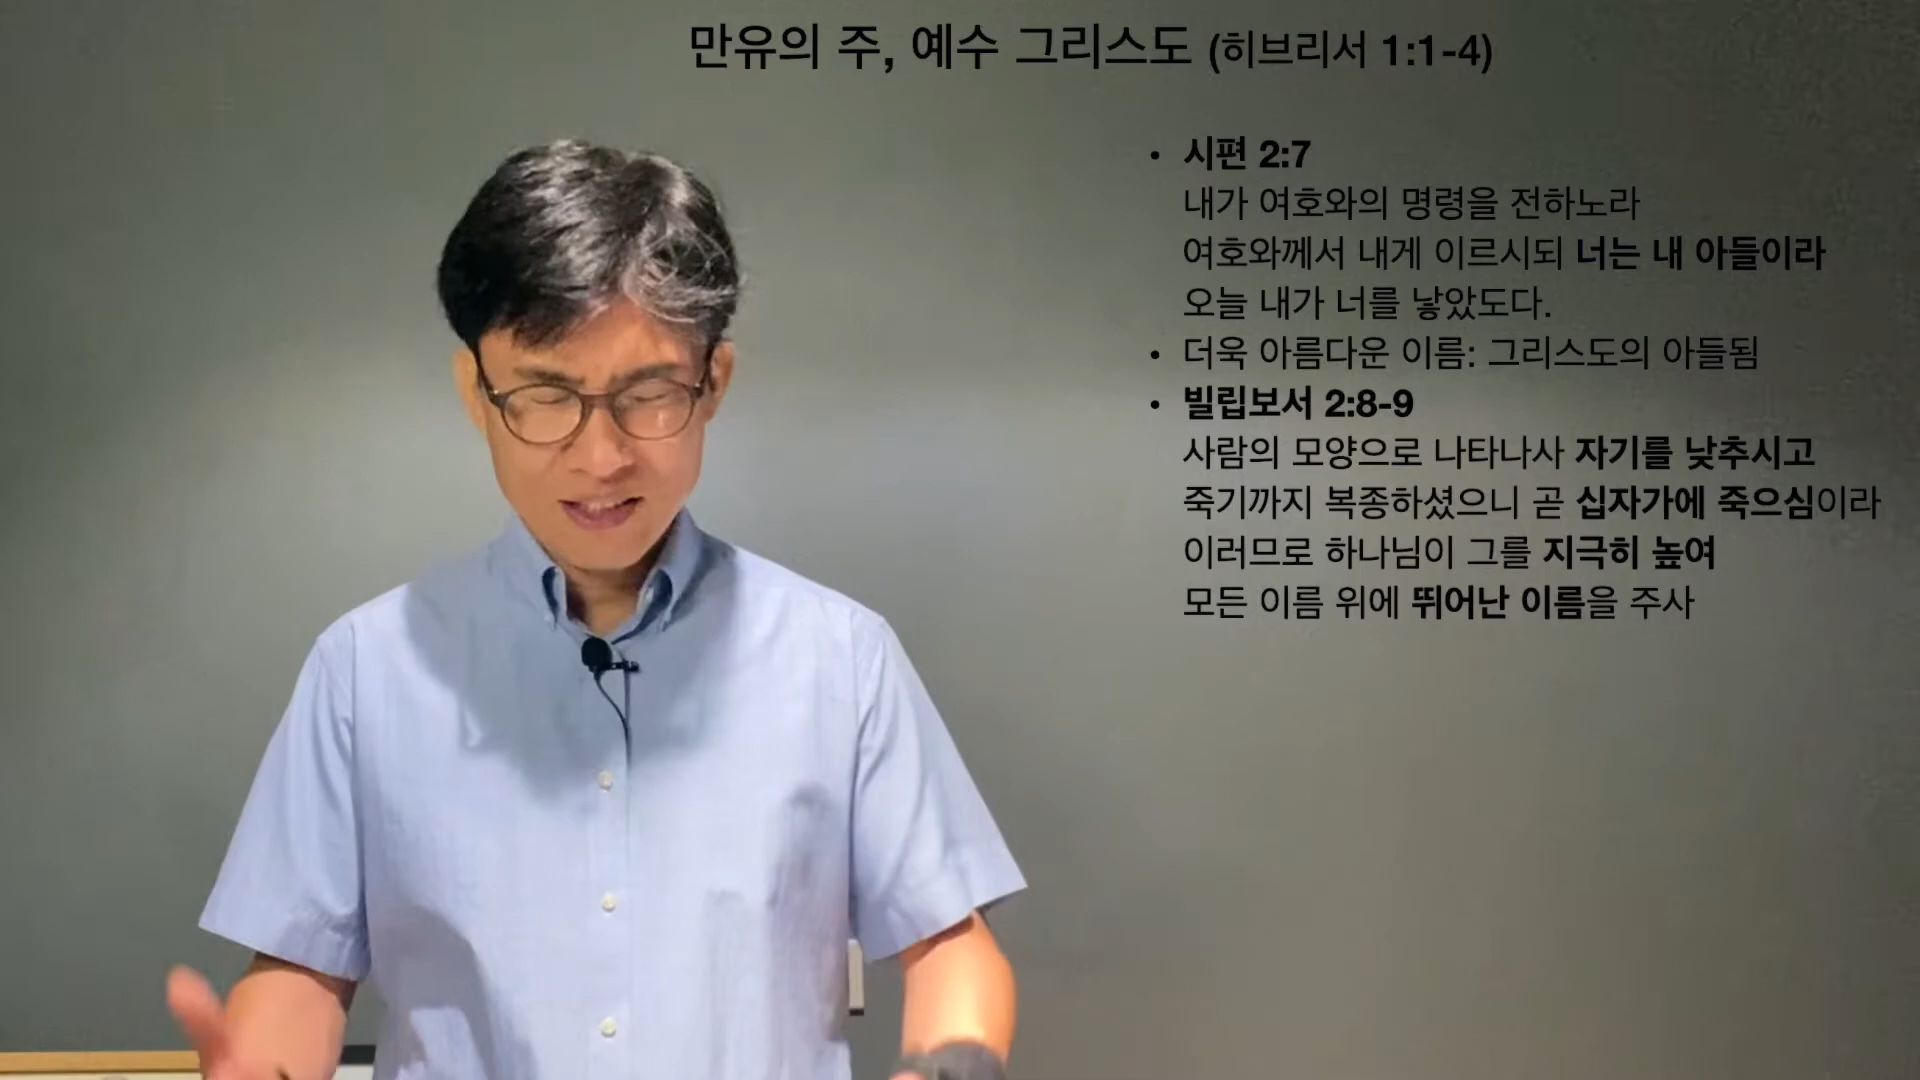 만유의 주, 예수 그리스도 (히브리서 1:1-4)
• 시편 2:7
내가 여호와의 명령을 전하노라
여호와께서 내게 이르시되 너는 내 아들이라
오늘 내가 너를 낳았도다.
• 더욱 아름다운 이름: 그리스도의 아들됨
• 빌립보서 2:8-9
사람의 모양으로 나타나사 자기를 낮추시고
죽기까지 복종하셨으니 곧 십자가에 죽으심이라
이러므로 하나님이 그를 지극히 높여
모든 이름 위에 뛰어난 이름을 주사